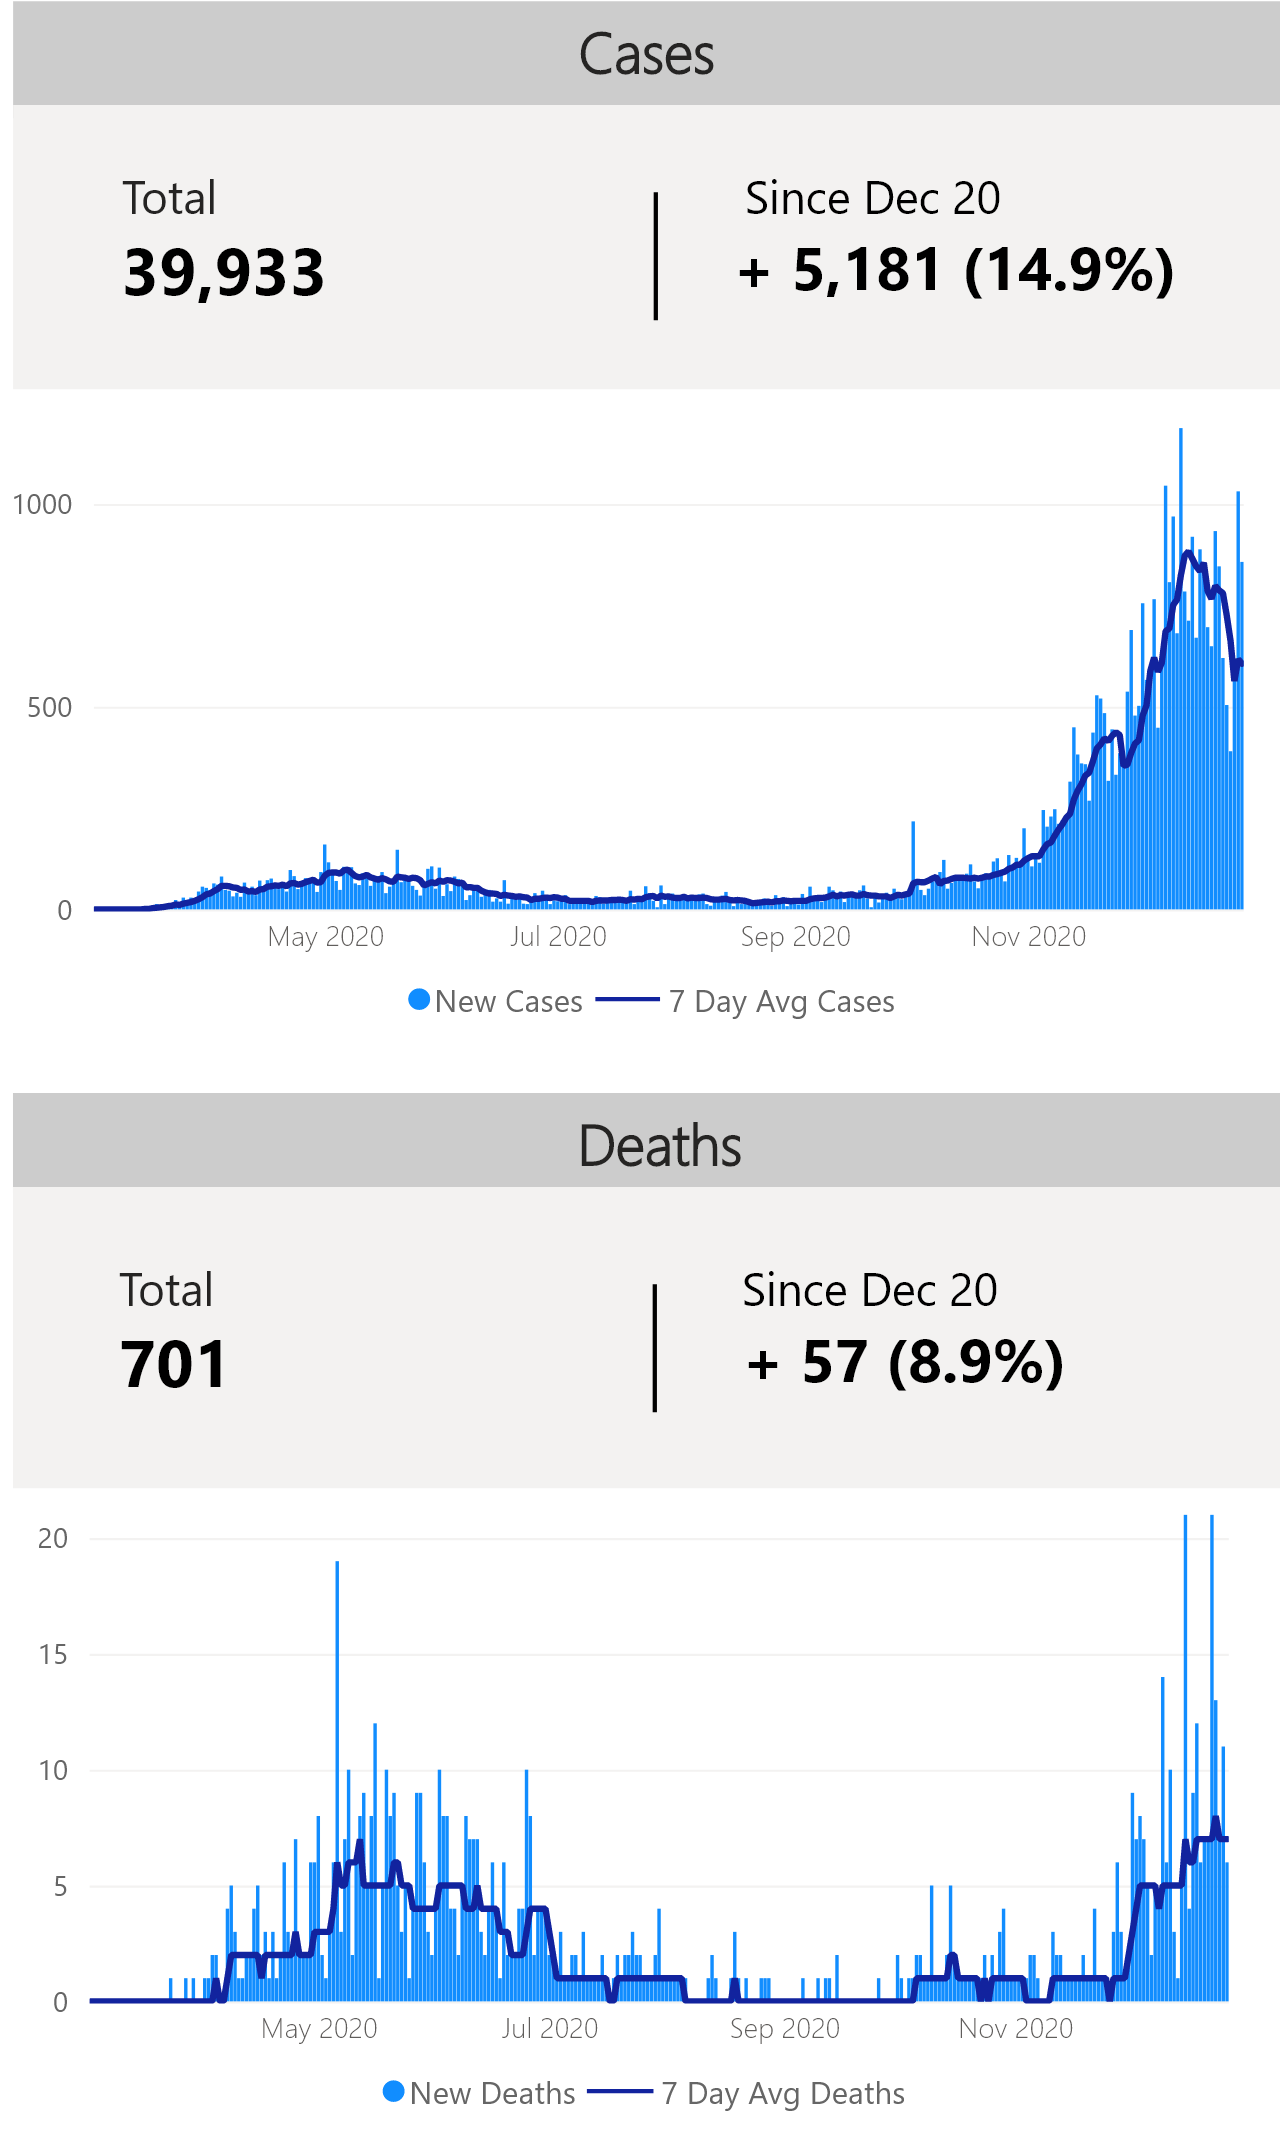 Cases
Total
Since Dec 20
39,933
+ 5,181 (14.9%)
1000
500
0
May 2020
Jul 2020
Sep 2020
Nov 2020
New Cases
7 Day Avg Cases
Deaths
Total
Since Dec 20
701
+ 57 (8.9%)
20
15
10
5
0
May 2020
Jul 2020
Sep 2020
Nov 2020
New Deaths
7 Day Avg Deaths